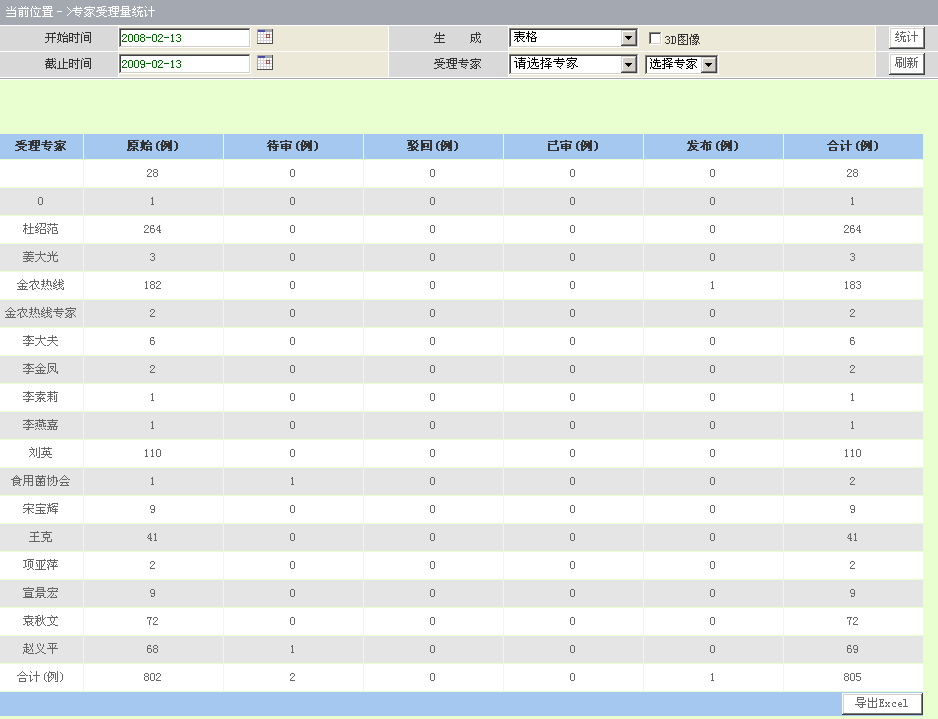 当前位置－>专家受理量统计
开始时间 2008-02-13 生 成 表格 3D图像 统计
截止时间 2009-02-13 受理专家 请选择专家 选择专家 刷新
受理专家 原始(例) 待审(例) 驳回(例) 已审(例) 发布(例) 合计(例)
28 0 0 0 0 28
0 1 0 0 0 0 1
杜绍范 264 0 0 0 0 264
姜大光 3 0 0 0 0 3
金农热线 182 0 0 0 1 183
金农热线专家 2 0 0 0 0 2
李大夫 6 0 0 0 0 6
李金凤 2 0 0 0 0 2
李素莉 1 0 0 0 0 1
李燕嘉 1 0 0 0 0 1
刘英 110 0 0 0 0 110
食用菌协会 1 1 0 0 0 2
宋宝辉 9 0 0 0 0 9
王克 41 0 0 0 0 41
项亚萍 2 0 0 0 0 2
宣景宏 9 0 0 0 0 9
袁秋文 72 0 0 0 0 72
赵义平 68 1 0 0 0 69
合计(例) 802 2 0 0 1 805
导出Excel